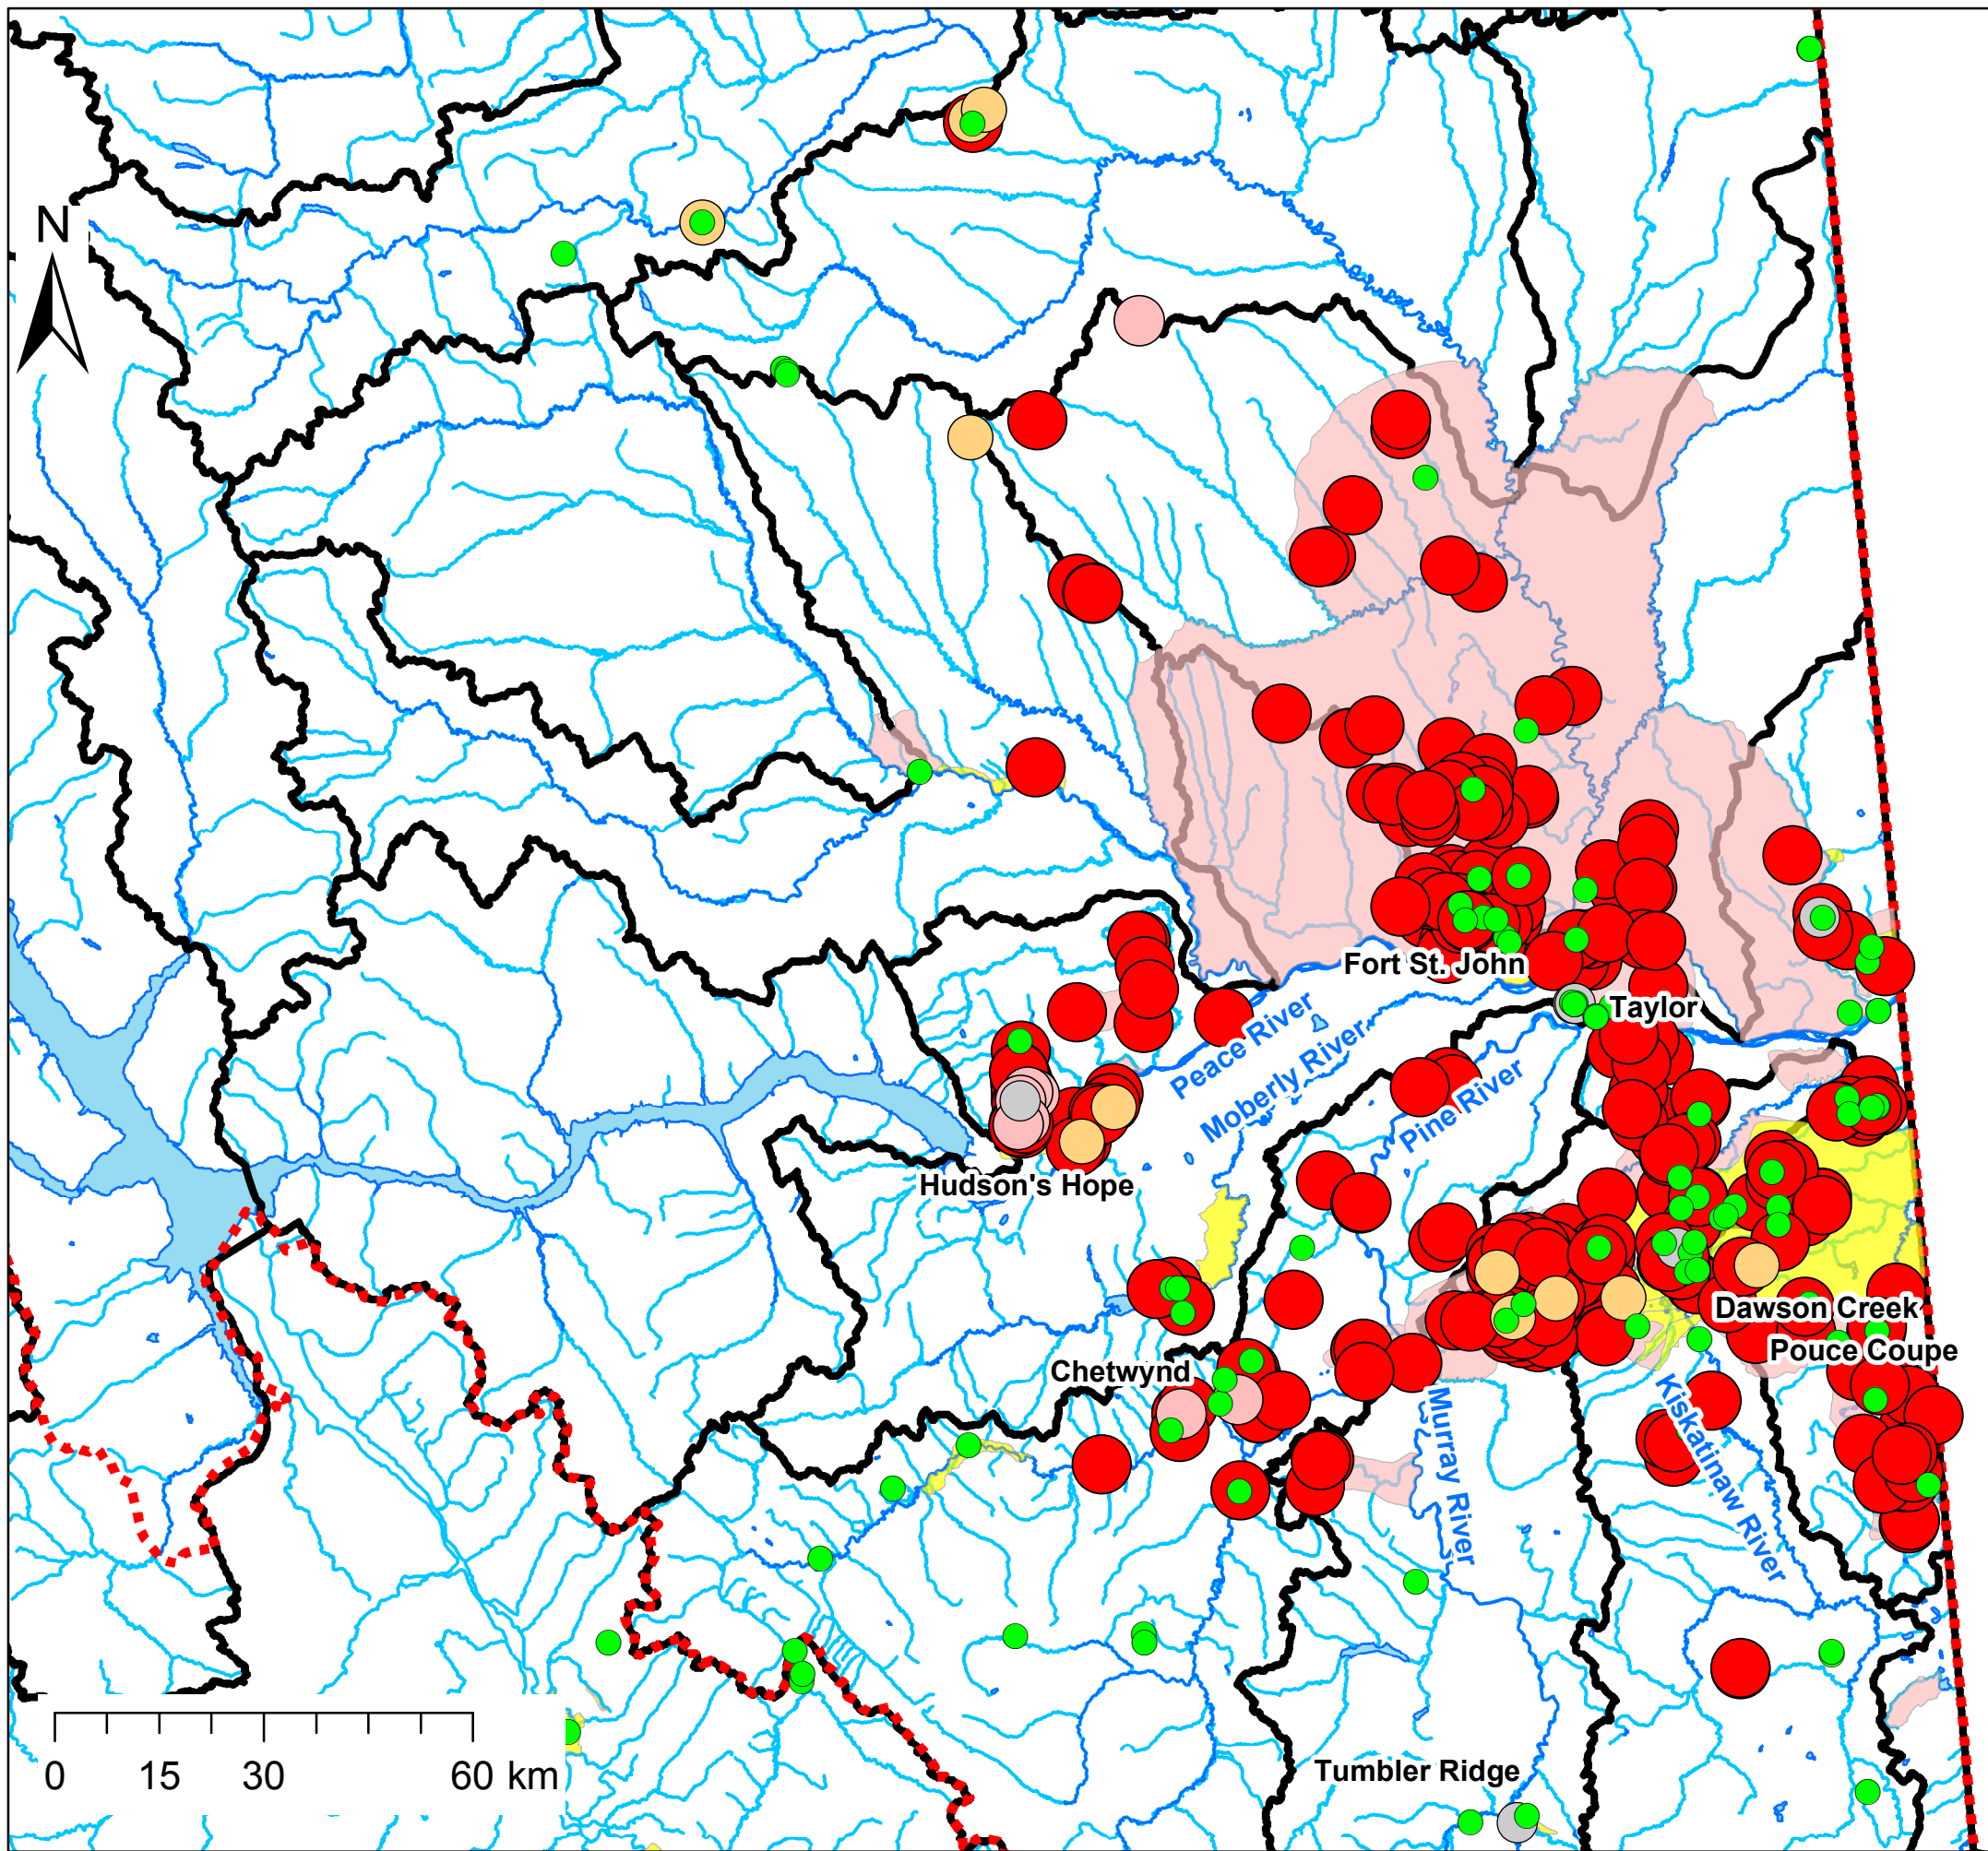 N
Fort St. John
Taylor
Peace River
Moberly River
Pine River
Hudson's Hope
Dawson Creek
Pouce Coupe
Chetwynd
Murray River
Kiskatinaw River
Tumbler Ridge
0 15 30 60 km